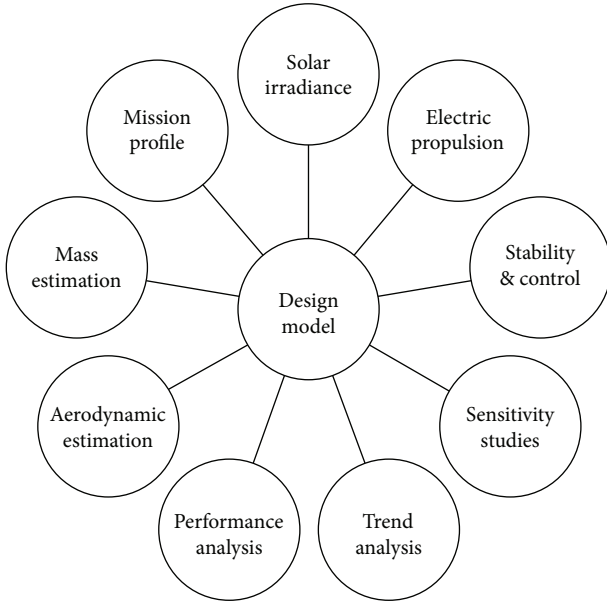 Solar
irradiance
Electric
propulsion
Stability
& control
Sensitivity
studies
Trend
analysis
Performance
analysis
Aerodynamic
estimation
Mass
estimation
Mission
profile
Design
model